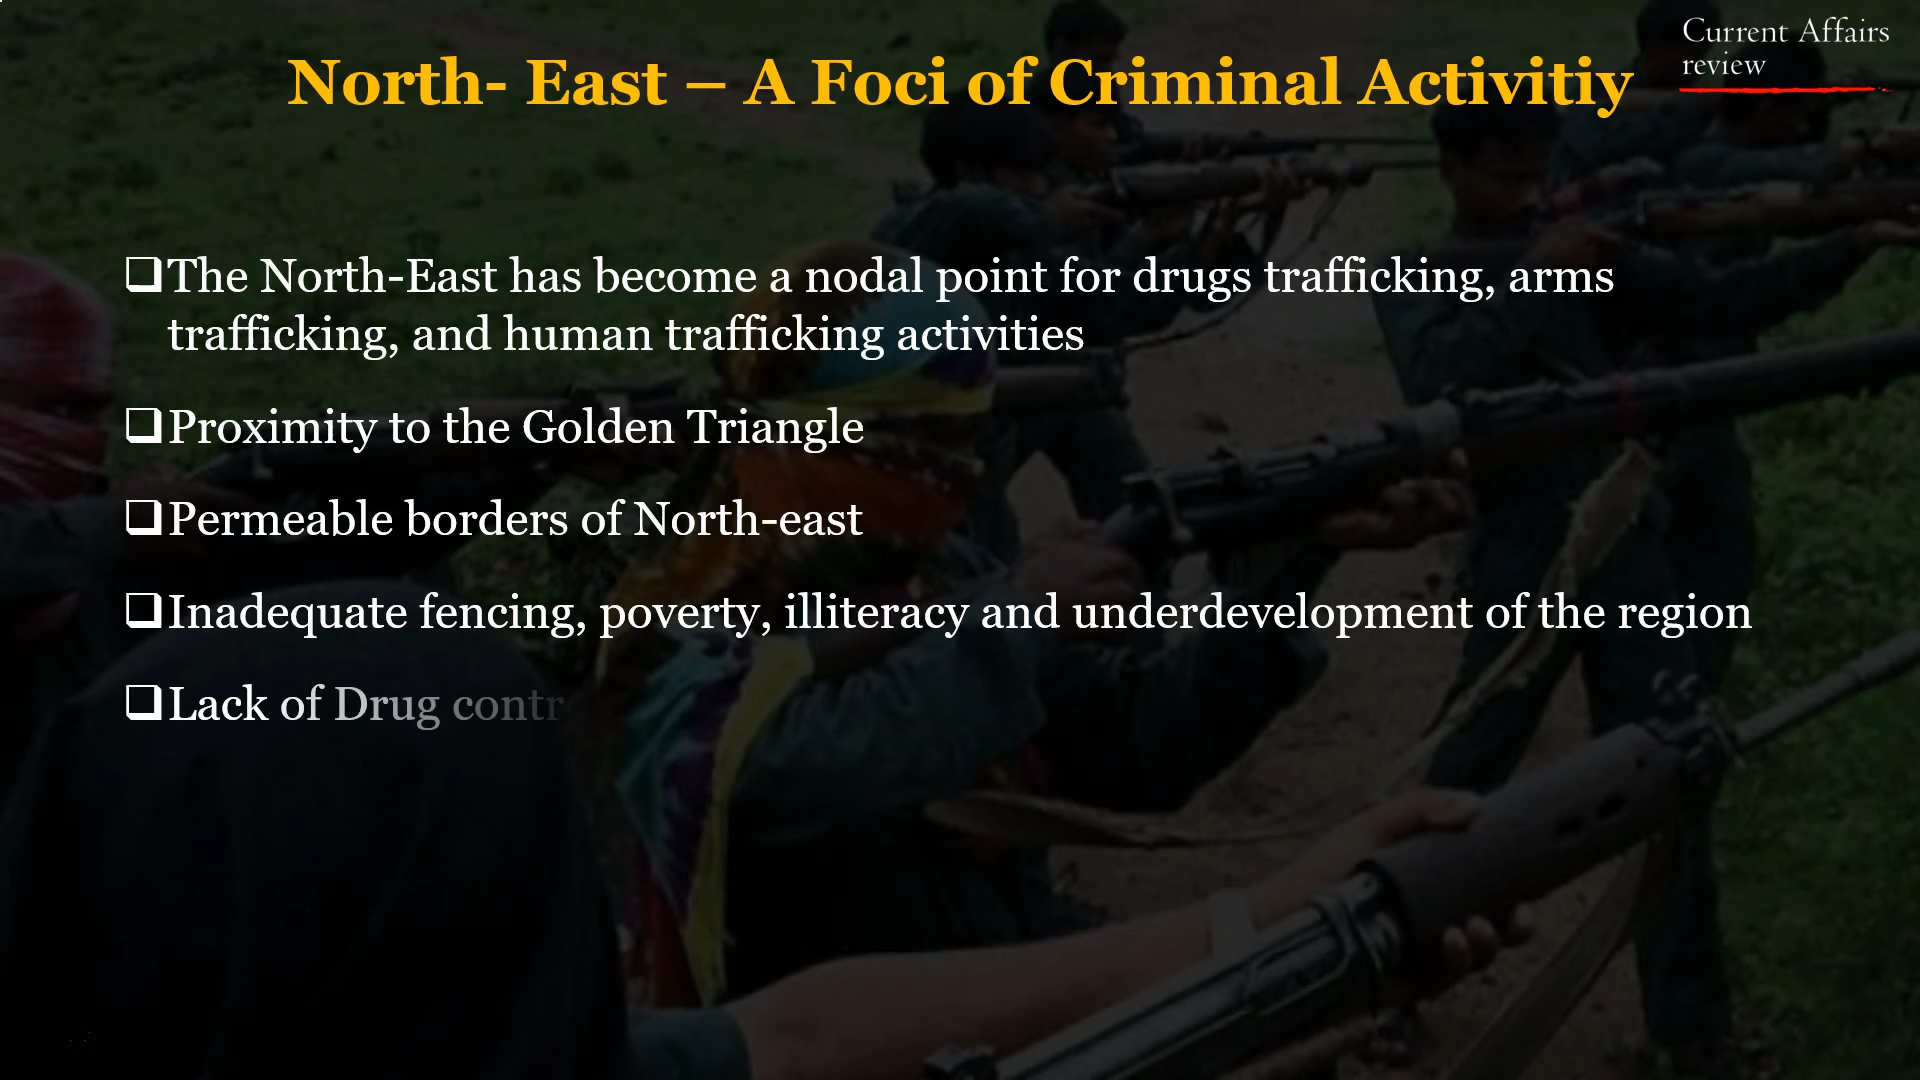 Current Affairs
review
North- East – A Foci of Criminal Activitiy
❑The North-East has become a nodal point for drugs trafficking, arms
trafficking, and human trafficking activities
❑Proximity to the Golden Triangle
❑Permeable borders of North-east
❑Inadequate fencing, poverty, illiteracy and underdevelopment of the region
❑Lack of Drug